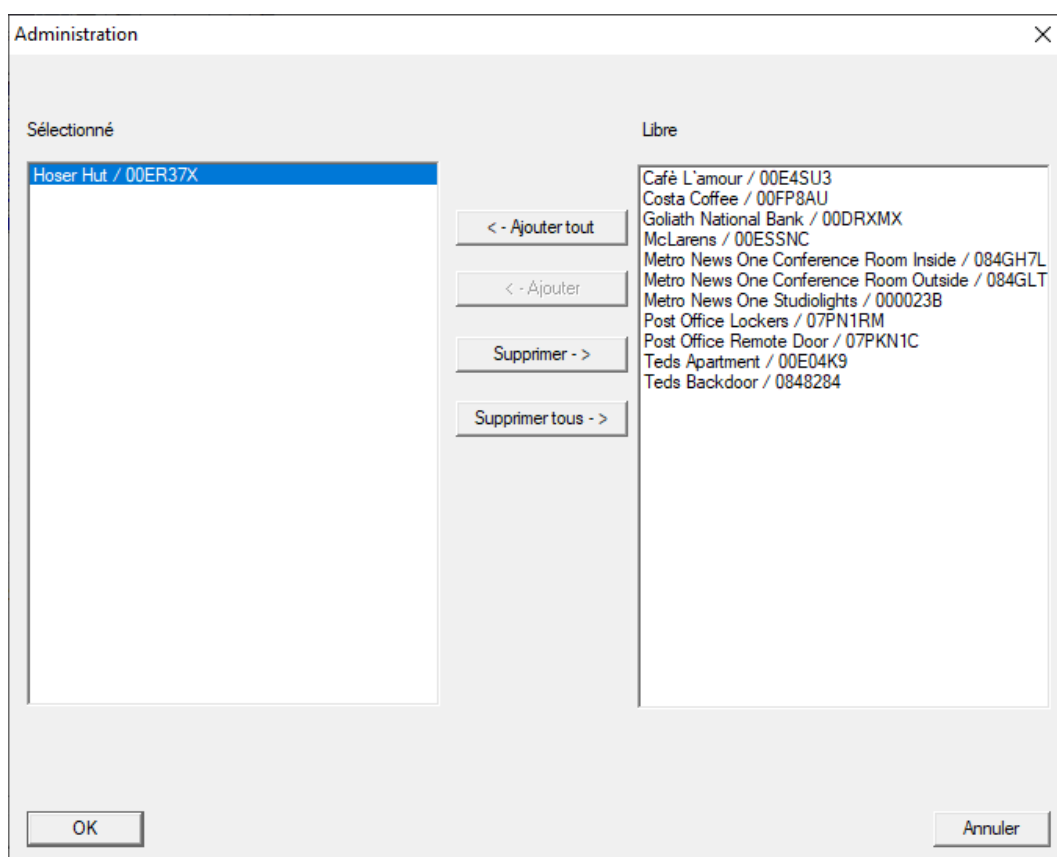 Administration
Sélectionné
Libre
Hoser Hut / 00ER37X
Cafè L`amour / 00E4SU3
Costa Coffee / 00FP8AU
Goliath National Bank / 00DRXMX
McLarens / 00ESSNC
Metro News One Conference Room Inside / 084GH7L
Metro News One Conference Room Outside / 084GLT
Metro News One Studiolights / 000023B
Post Office Lockers / 07PN1RM
Post Office Remote Door / 07PKN1C
Teds Apartment / 00E04K9
Teds Backdoor / 0848284
< - Ajouter tout
< - Ajouter
Supprimer - >
Supprimer tous - >
OK
Annuler